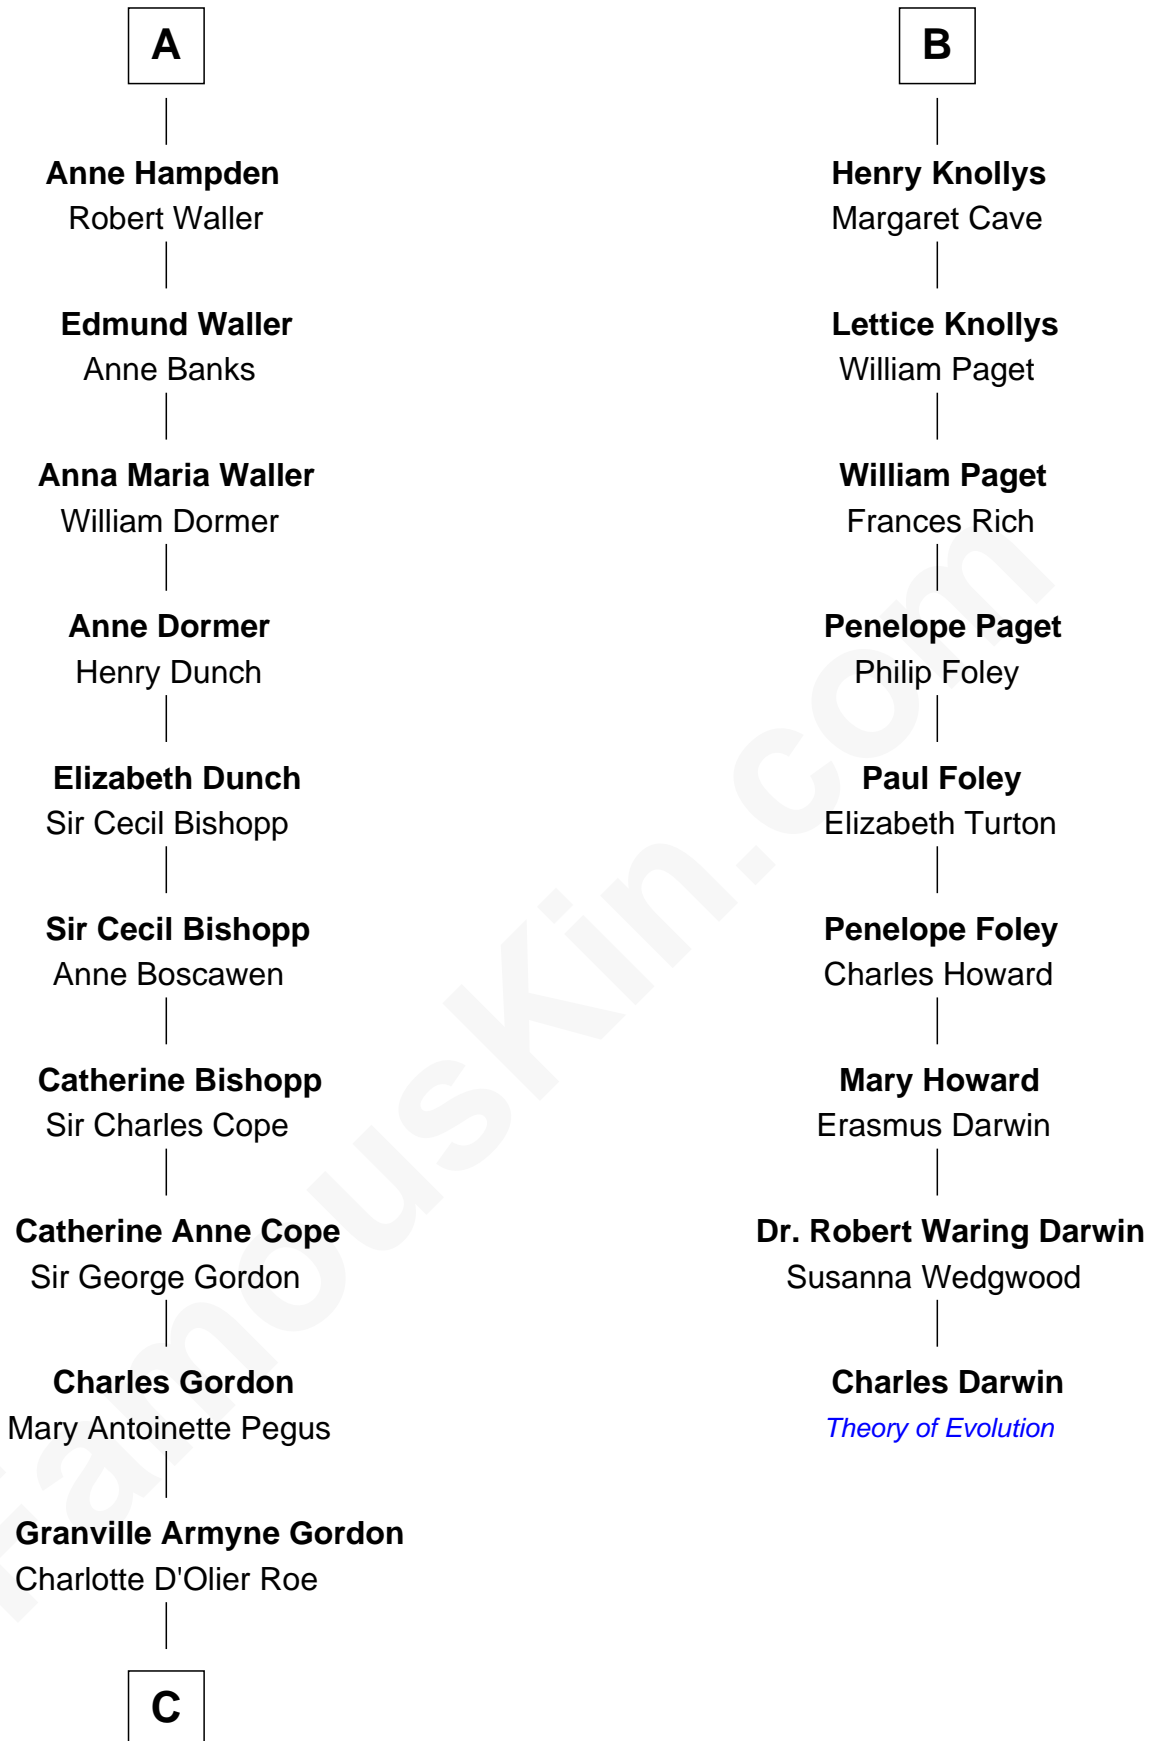 A
Anne Hampden
Robert Waller
Edmund Waller
Anne Banks
Anna Maria Waller
William Dormer
Anne Dormer
Henry Dunch
Elizabeth Dunch
Sir Cecil Bishopp
Sir Cecil Bishopp
Anne Boscawen
Catherine Bishopp
Sir Charles Cope
Catherine Anne Cope
Sir George Gordon
Charles Gordon
Mary Antoinette Pegus
Granville Armyne Gordon
Charlotte D'Olier Roe
C
B
Henry Knollys
Margaret Cave
Lettice Knollys
William Paget
William Paget
Frances Rich
Penelope Paget
Philip Foley
Paul Foley
Elizabeth Turton
Penelope Foley
Charles Howard
Mary Howard
Erasmus Darwin
Dr. Robert Waring Darwin
Susanna Wedgwood
Charles Darwin
Theory of Evolution
FamousKin.com